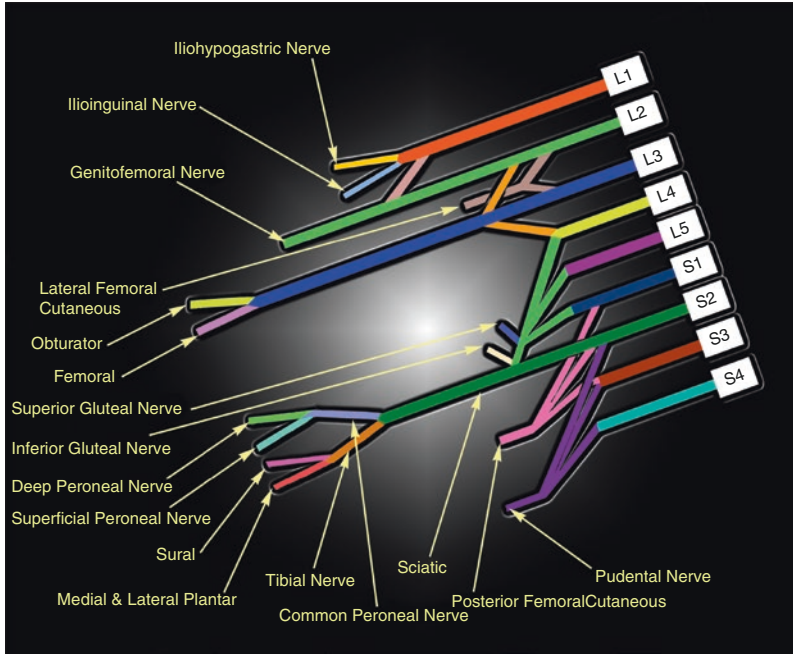 Iliohypogastric Nerve
Ilioinguinal Nerve
Genitofemoral Nerve
Lateral Femoral
Cutaneous
Obturator
Femoral
Superior Gluteal Nerve
Inferior Gluteal Nerve
Deep Peroneal Nerve
Superficial Peroneal Nerve
Sural
Medial & Lateral Plantar
Tibial Nerve
Common Peroneal Nerve
Sciatic
Posterior FemoralCutaneous
Pudental Nerve
L1
L2
L3
L4
L5
S1
S2
S3
S4